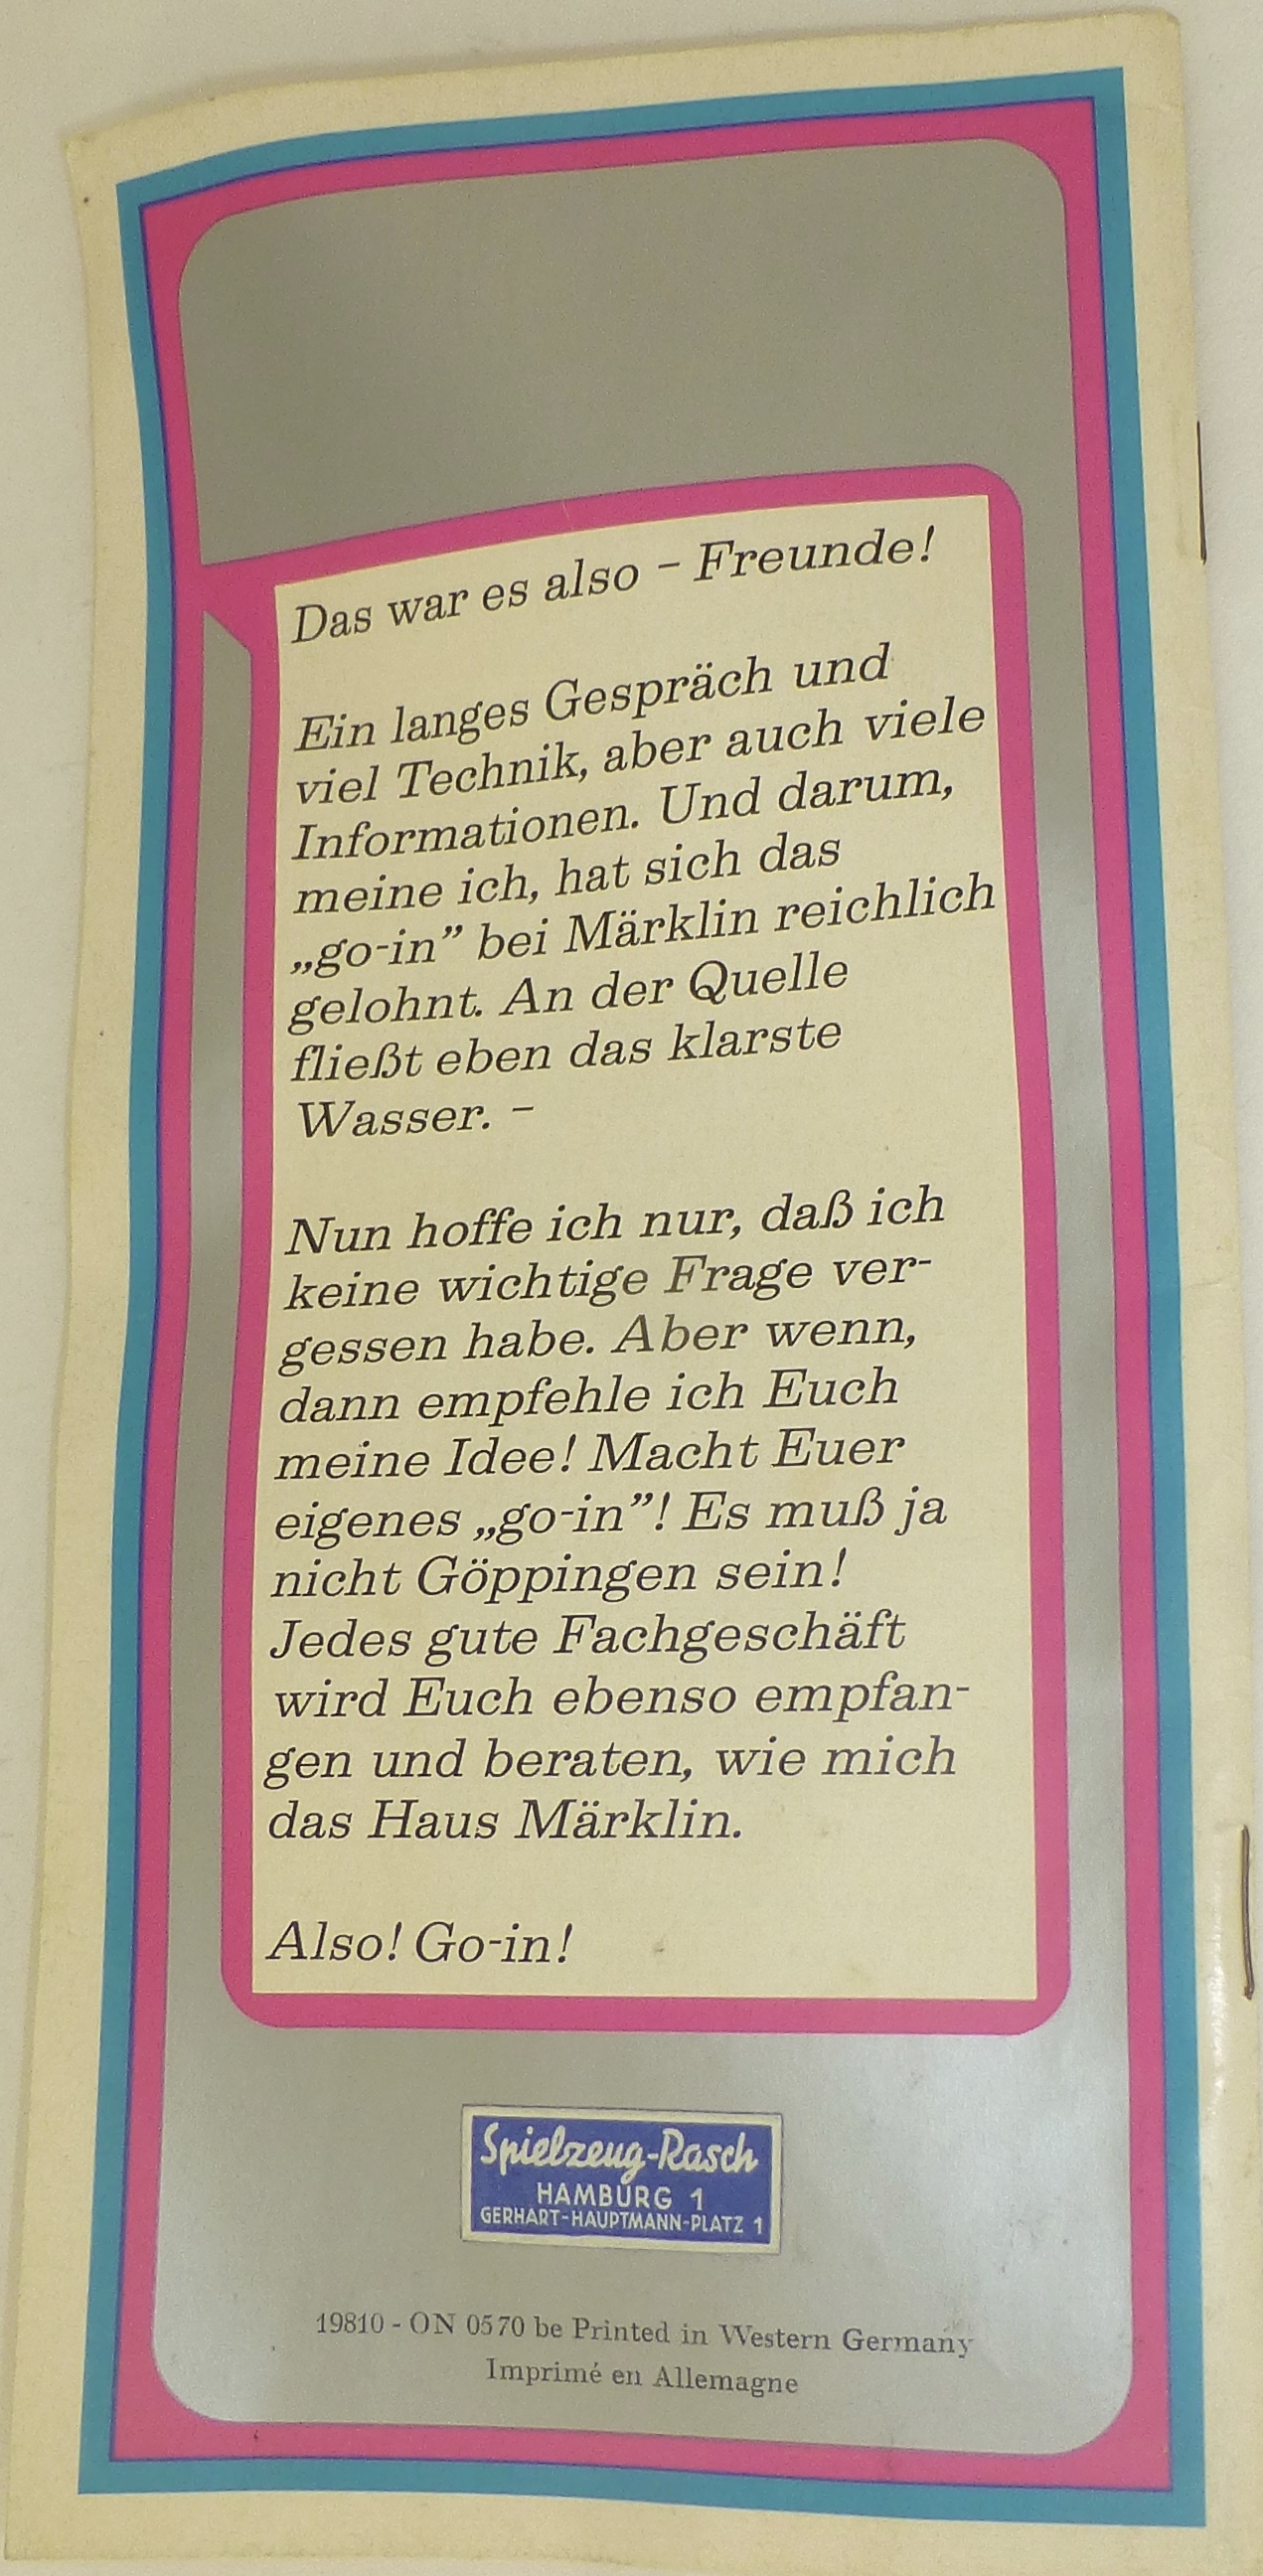 Das war es also – Freunde!
Ein langes Gespräch und
viel Technik, aber auch viele
Informationen. Und darum,
meine ich, hat sich das
„go-in” bei Märklin reichlich
gelohnt. An der Quelle
fließt eben das klarste
Wasser. –
Nun hoffe ich nur, daß ich
keine wichtige Frage ver-
gessen habe. Aber wenn,
dann empfehle ich Euch
meine Idee! Macht Euer
eigenes „go-in”! Es muß ja
nicht Göppingen sein!
Jedes gute Fachgeschäft
wird Euch ebenso empfan-
gen und beraten, wie mich
das Haus Märklin.
Also! Go-in!
Spielzeug-Rasch
HAMBURG 1
GERHART-HAUPTMANN-PLATZ 1
19810 - ON 0570 be Printed in Western Germany
Imprimé en Allemagne